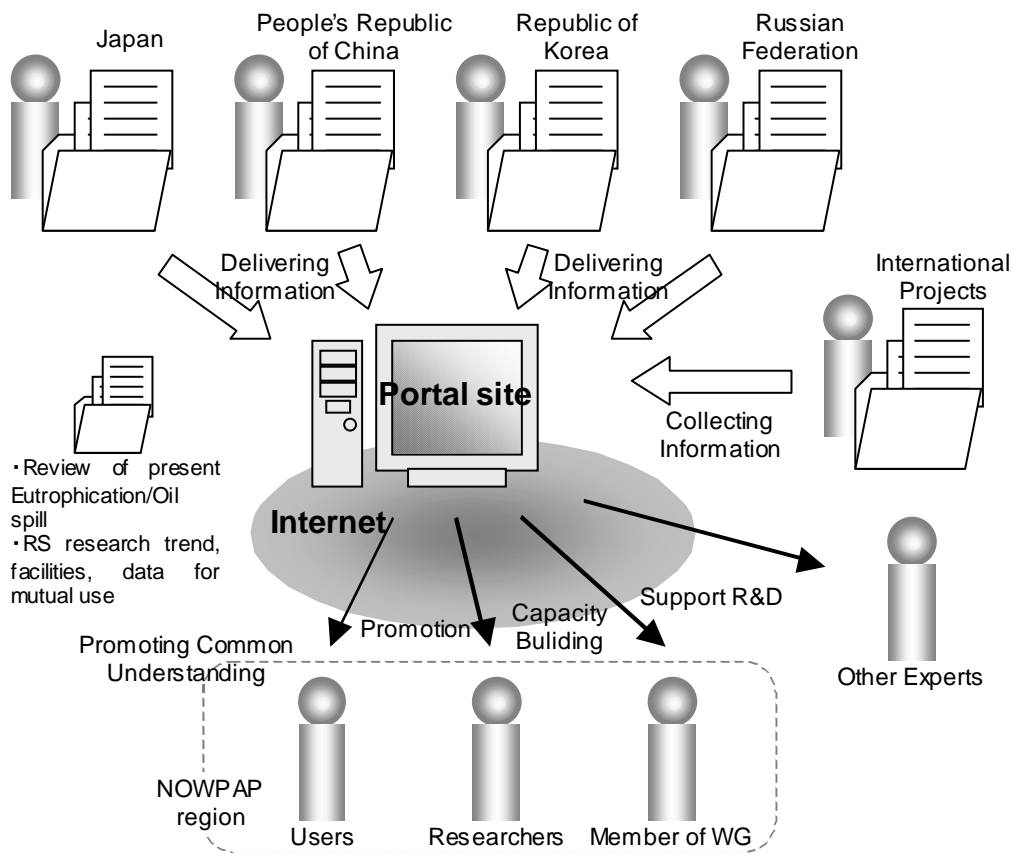 Japan
People's Republic
of China
Republic of
Korea
Russian
Federation
Delivering
Information
Delivering
Information
International
Projects
Portal site
Collecting
Information
・Review of present
Eutrophication/Oil
spill
・RS research trend,
facilities, data for
mutual use
Internet
Support R&D
Capacity
Buliding
Promotion
Promoting Common
Understanding
Other Experts
NOWPAP
region
Users
Researchers
Member of WG